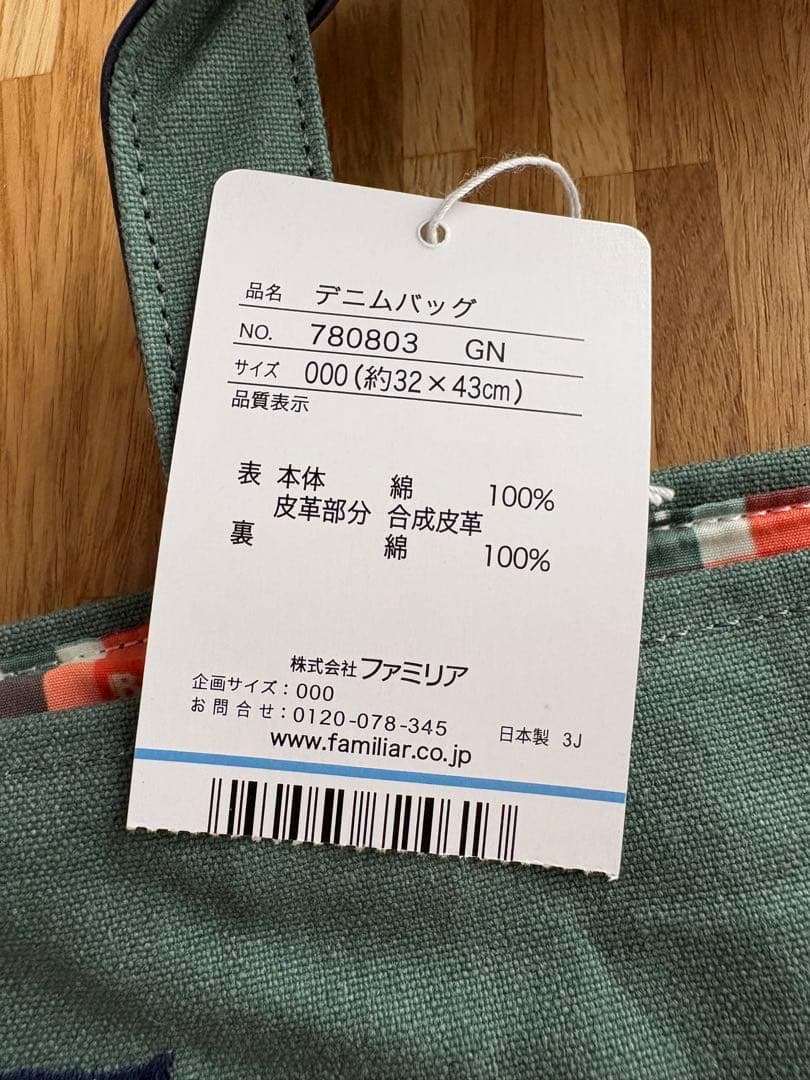 品名 デニムバッグ
NO. 780803 GN
サイズ 000(約32×43cm)
品質表示
表 本体 綿 100%
皮革部分 合成皮革
裏 綿 100%
株式会社ファミリア
企画サイズ:000
お問合せ:0120-078-345
日本製 3J
www.familiar.co.jp